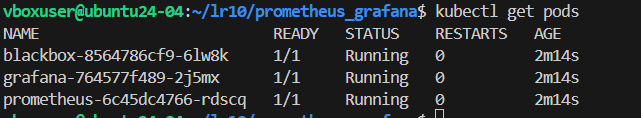 vboxuser@ubuntu24-04:~/lr10/prometheus_grafana$ kubectl get pods
NAME READY STATUS RESTARTS AGE
blackbox-8564786cf9-6lw8k 1/1 Running 0 2m14s
grafana-764577f489-2j5mx 1/1 Running 0 2m14s
prometheus-6c45dc4766-rdscq 1/1 Running 0 2m14s